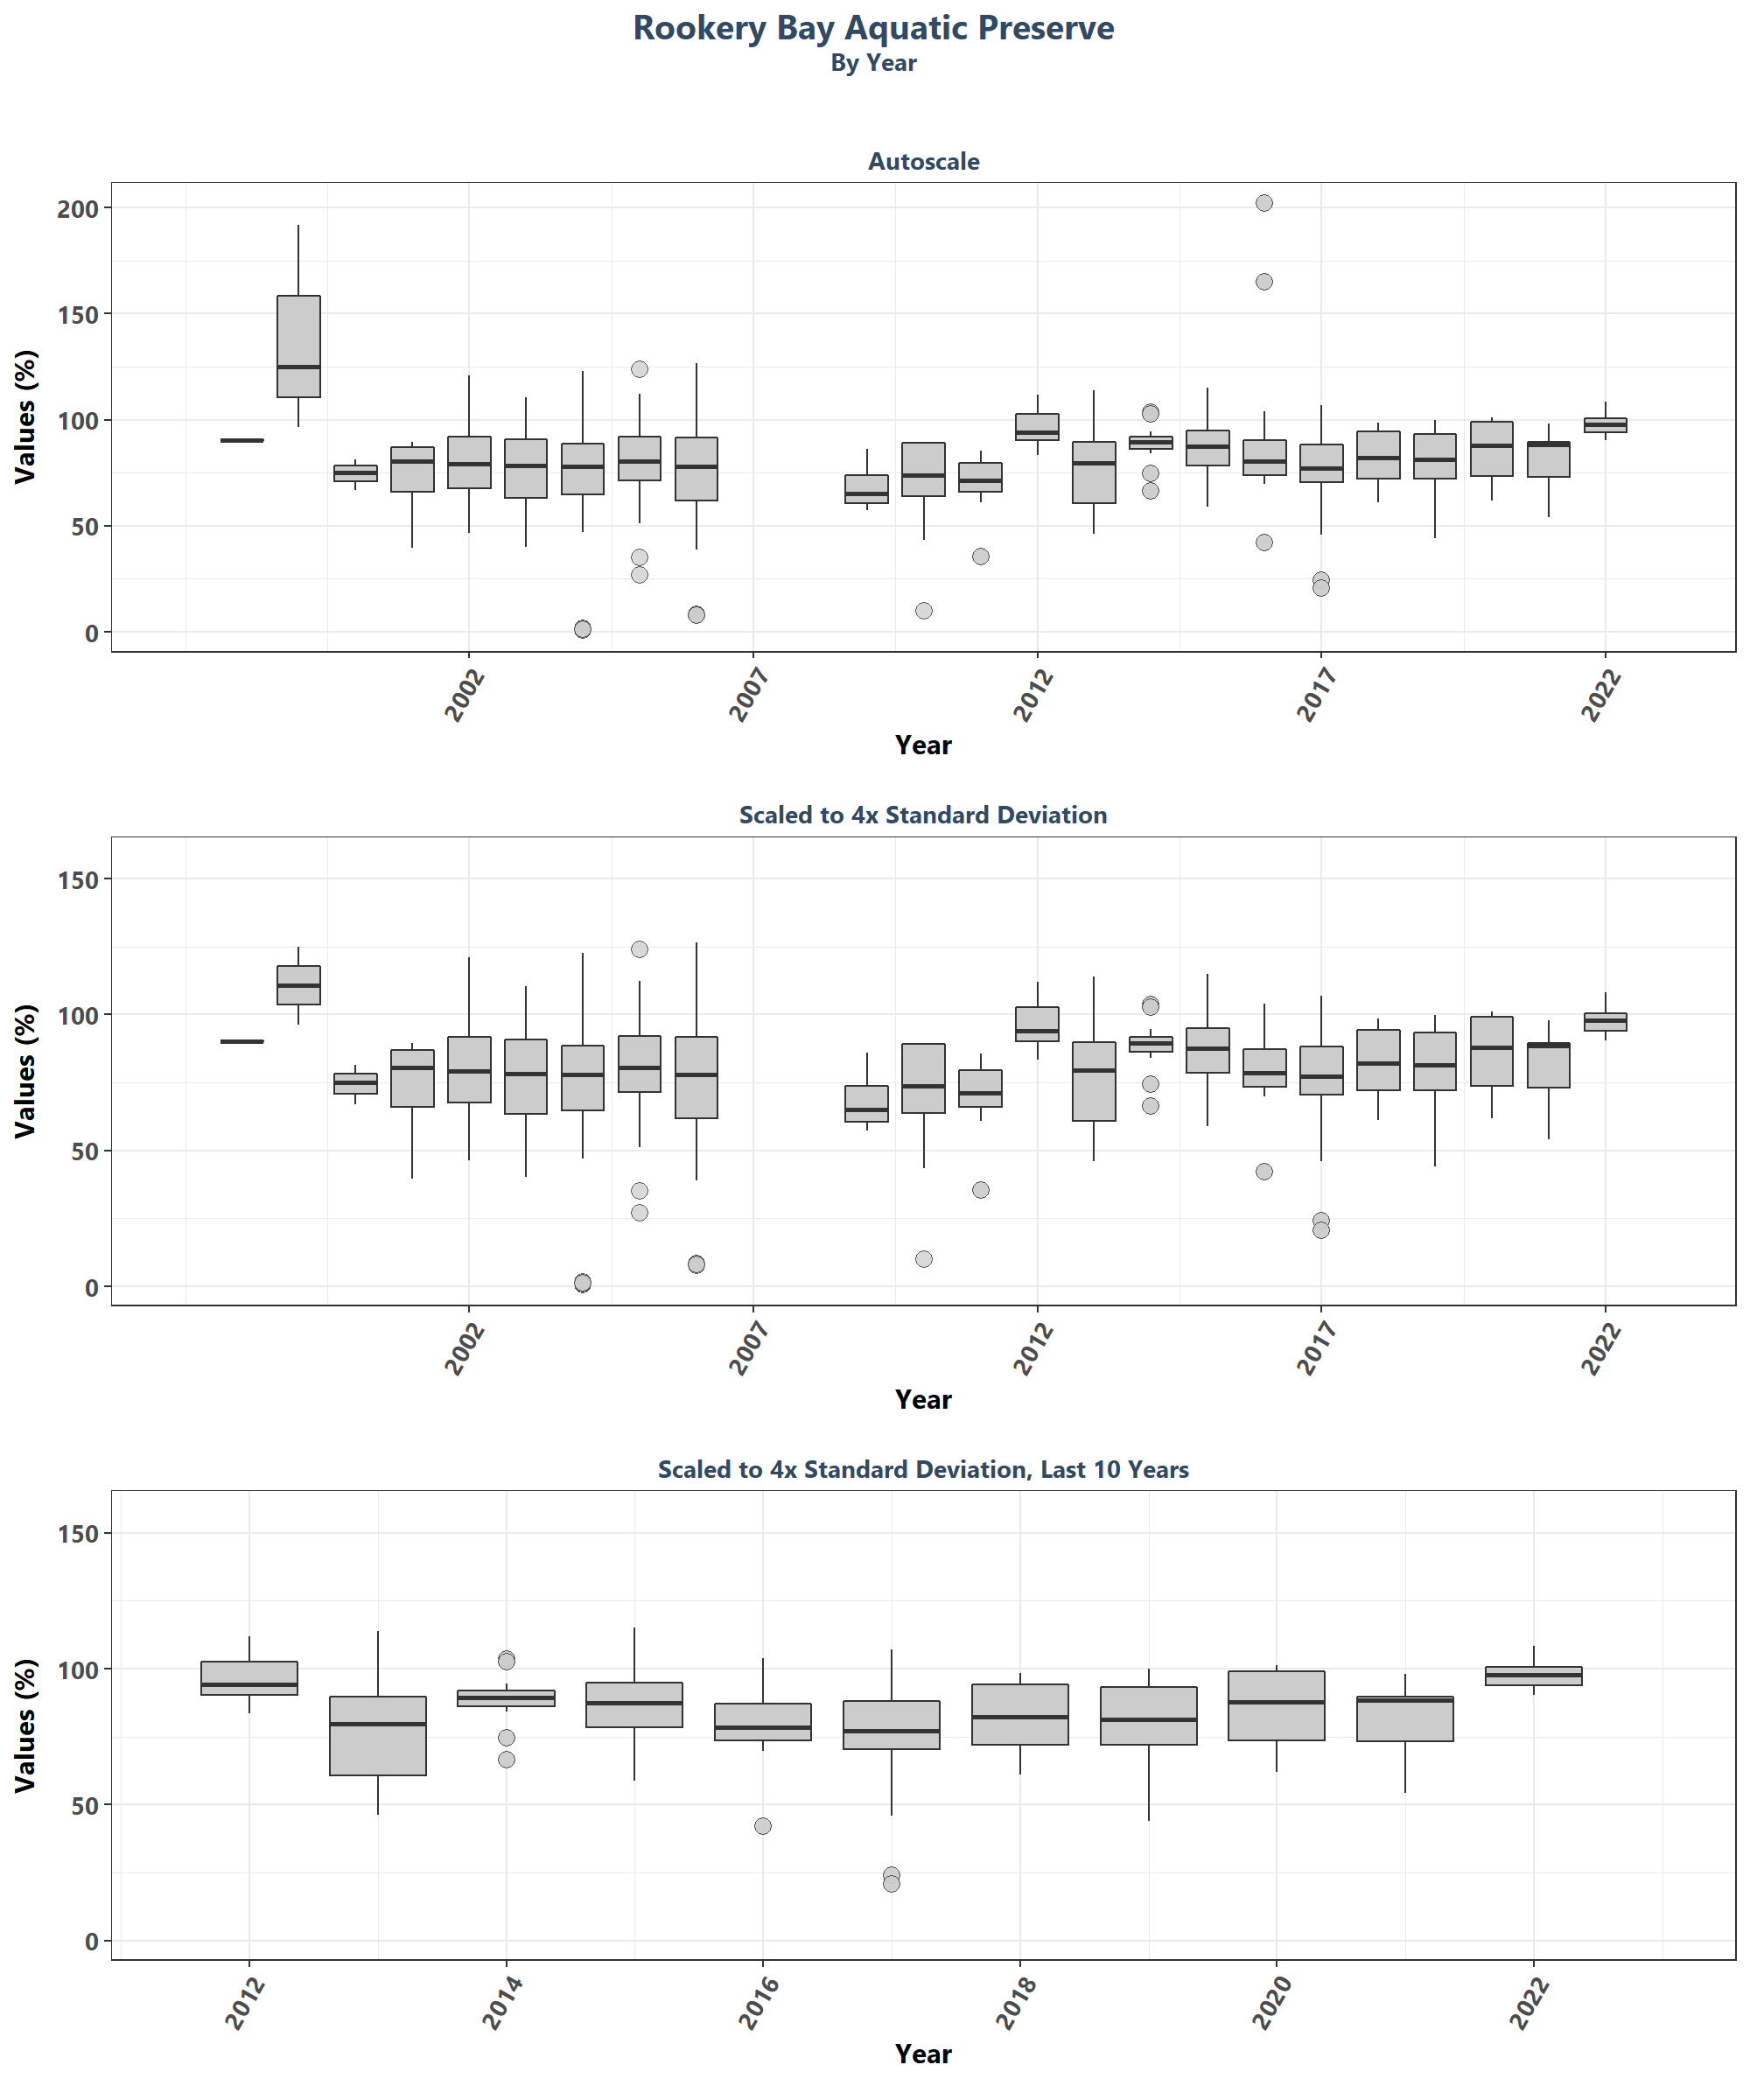 Rookery Bay Aquatic Preserve
By Year
Autoscale
Values (%)
200
150
100
50
0
2002 2007 2012 2017 2022
Year
Scaled to 4x Standard Deviation
Values (%)
150
100
50
0
2002 2007 2012 2017 2022
Year
Scaled to 4x Standard Deviation, Last 10 Years
Values (%)
150
100
50
0
2012 2014 2016 2018 2020 2022
Year